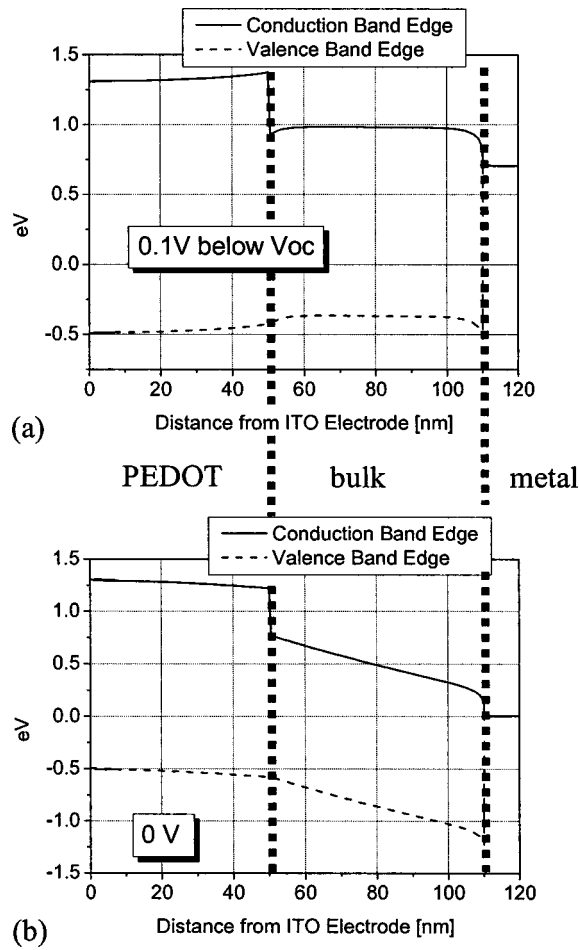 Conduction Band Edge
Valence Band Edge
1.5
1.0
0.5
0.0
-0.5
eV
0.1V below Voc
0 20 40 60 80 100 120
Distance from ITO Electrode [nm]
(a)
PEDOT bulk metal
Conduction Band Edge
Valence Band Edge
1.5
1.0
0.5
0.0
-0.5
-1.0
-1.5
eV
0 V
0 20 40 60 80 100 120
Distance from ITO Electrode [nm]
(b)